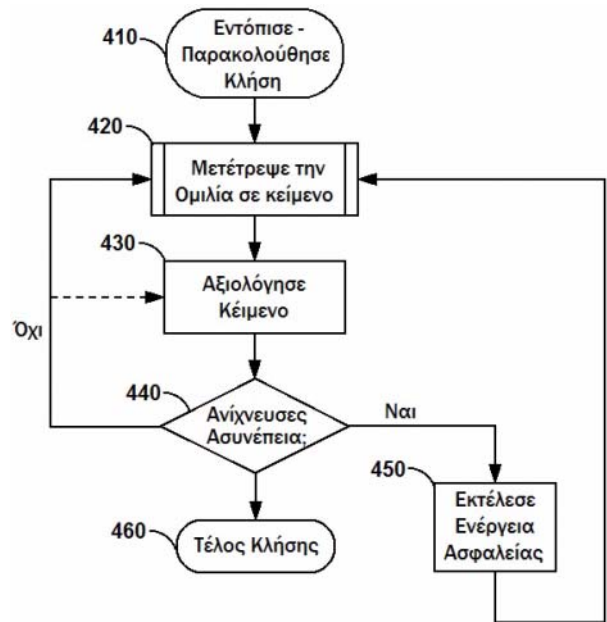 410
Εντόπισε -
Παρακολούθησε
Κλήση
420
Μετέτρεψε την
Ομιλία σε κείμενο
430
Αξιολόγησε
Κέιμενο
Όχι
440
Ανίχνευσες
Ασυνέπεια;
Ναι
450
Εκτέλεσε
Ενέργεια
Ασφαλείας
460
Τέλος Κλήσης